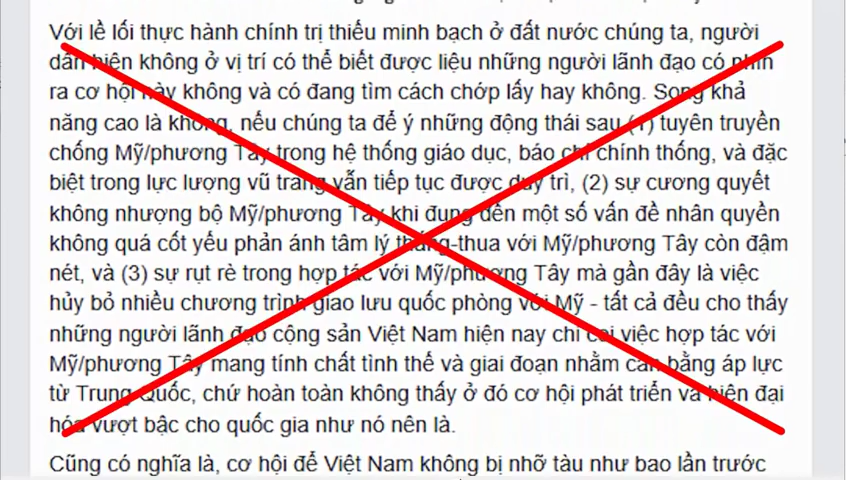 Với lề lối thực hành chính trị thiếu minh bạch ở đất nước chúng ta, người
dân hiện không ở vị trí có thể biết được liệu những người lãnh đạo có nhìn
ra cơ hội này không và có đang tìm cách chớp lấy hay không. Song khả
năng cao là không, nếu chúng ta để ý những động thái sau (1) tuyên truyền
chống Mỹ/phương Tây trong hệ thống giáo dục, báo chí chính thống, và đặc
biệt trong lực lượng vũ trang vẫn tiếp tục được duy trì, (2) sự cương quyết
không nhượng bộ Mỹ/phương Tây khi đụng đến một số vấn đề nhân quyền
không quá cốt yếu phản ánh tâm lý thắng-thua với Mỹ/phương Tây còn đậm
nét, và (3) sự rụt rè trong hợp tác với Mỹ/phương Tây mà gần đây là việc
hủy bỏ nhiều chương trình giao lưu quốc phòng với Mỹ - tất cả đều cho thấy
những người lãnh đạo cộng sản Việt Nam hiện nay chỉ coi việc hợp tác với
Mỹ/phương Tây mang tính chất tình thế và giai đoạn nhằm cân bằng áp lực
từ Trung Quốc, chứ hoàn toàn không thấy ở đó cơ hội phát triển và hiện đại
hóa vượt bậc cho quốc gia như nó nên là.
Cũng có nghĩa là, cơ hội để Việt Nam không bị nhỡ tàu như bao lần trước